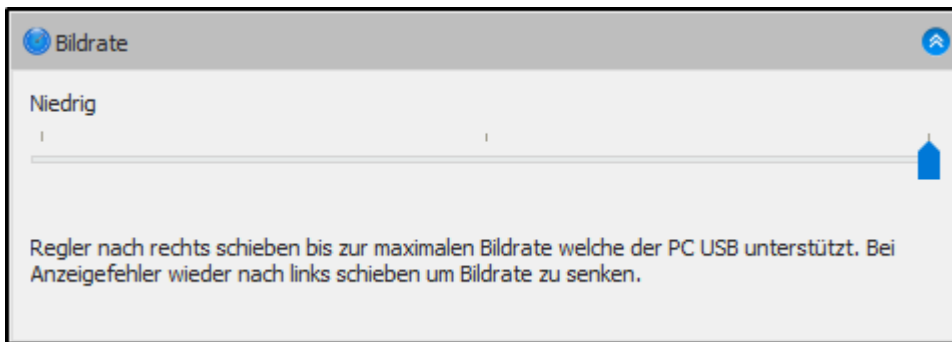 Bildrate
Niedrig
Regler nach rechts schieben bis zur maximalen Bildrate welche der PC USB unterstützt. Bei
Anzeigefehler wieder nach links schieben um Bildrate zu senken.